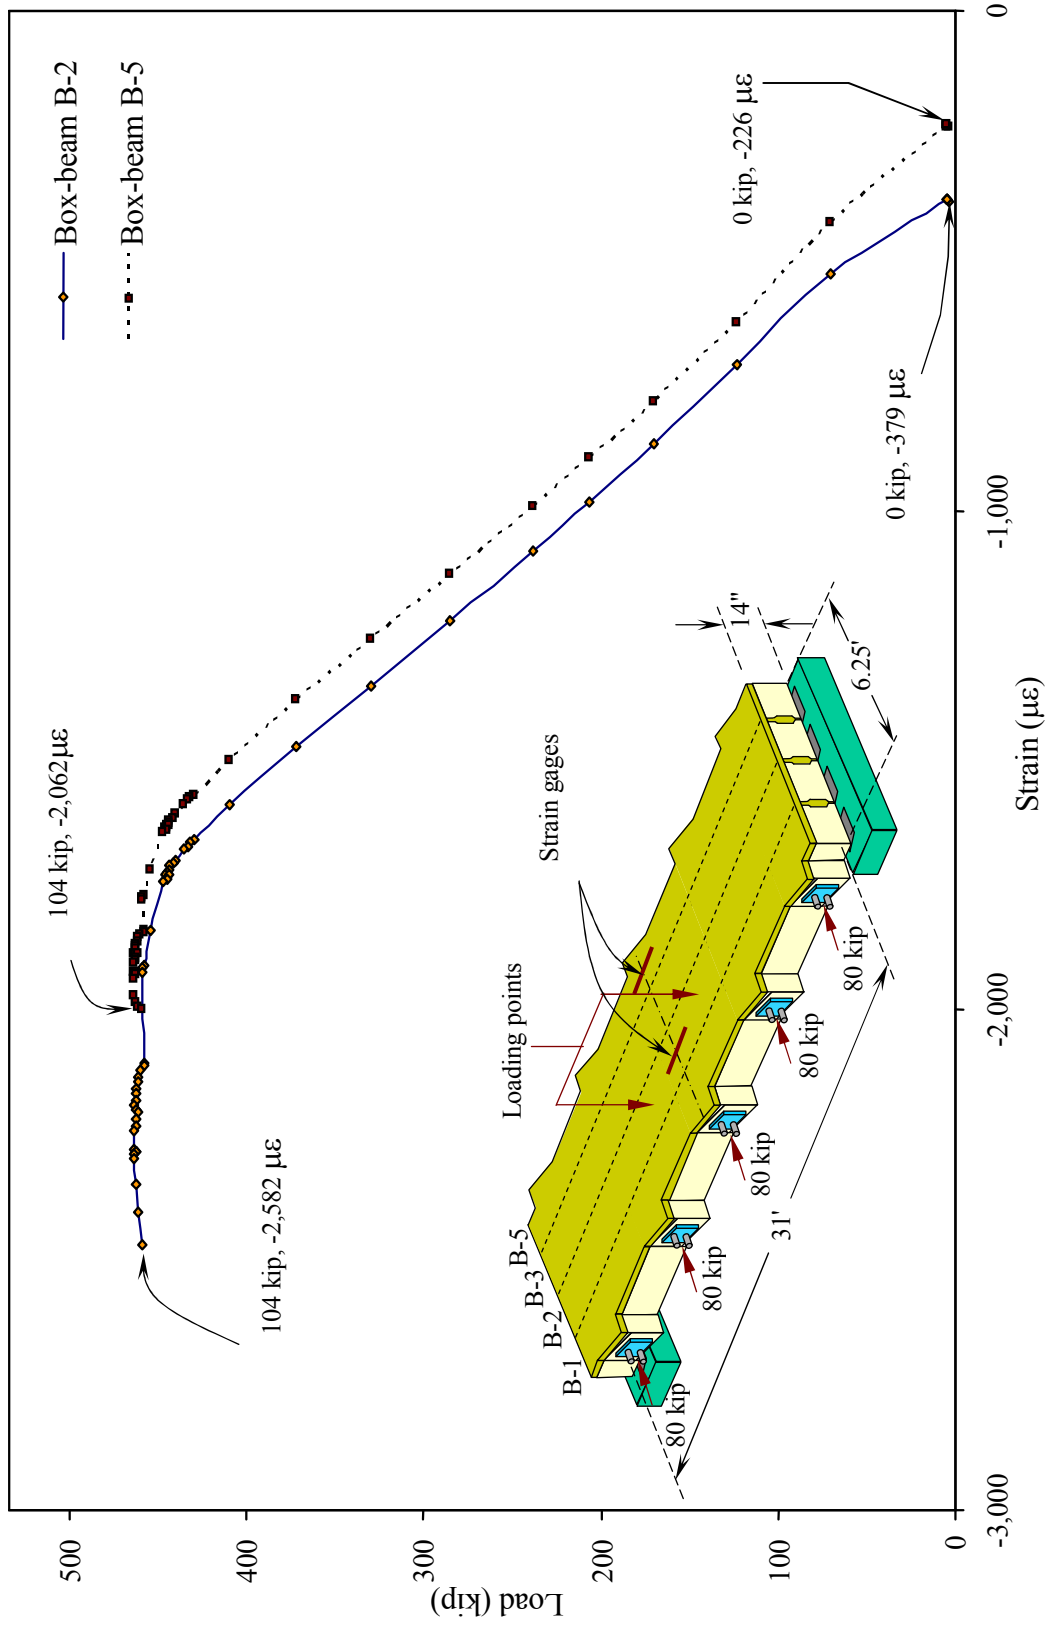 Box-beam B-2
Box-beam B-5
500
400
300
200
100
0
Load (kip)
-3,000
-2,000
-1,000
0
Strain (µε)
104 kip, -2,582 µε
104 kip, -2,062µε
0 kip, -226 µε
0 kip, -379 µε
Loading points
Strain gages
B-5
B-3
B-2
B-1
80 kip
80 kip
80 kip
80 kip
80 kip
31'
14"
6.25'